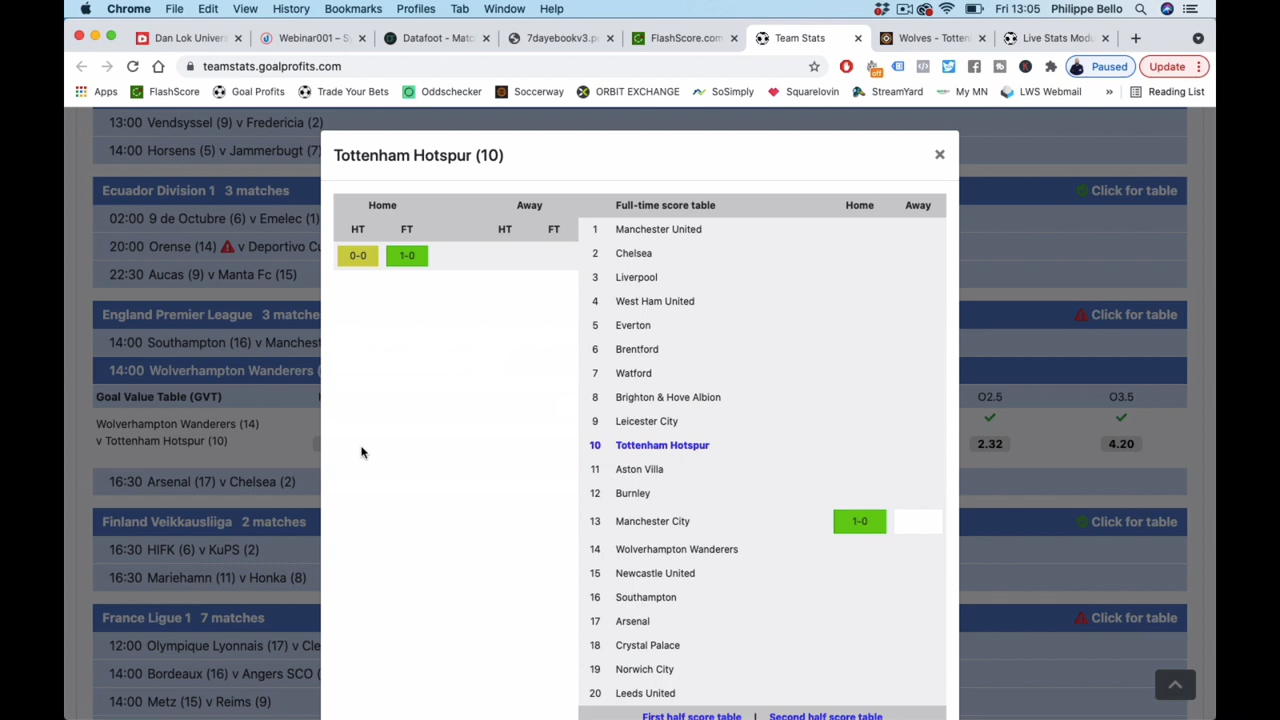 Chrome File Edit View History Bookmarks Profiles Tab Window Help Fri 13:05 Philippe Bello
Dan Lok Univers Webinar001 – Sy Datafoot - Matc 7dayebookv3.p FlashScore.com Team Stats Wolves - Totten Live Stats Modu
teamstats.goalprofits.com off Paused Update
Apps FlashScore Goal Profits Trade Your Bets Oddschecker Soccerway ORBIT EXCHANGE SoSimply Squarelovin StreamYard My MN LWS Webmail » Reading List
13:00 Vendsyssel (9) v Fredericia (2)
14:00 Horsens (5) v Jammerbugt (7)
Ecuador Division 1 3 matches Click for table
02:00 9 de Octubre (6) v Emelec (1)
20:00 Orense (14) v Deportivo Cu
22:30 Aucas (9) v Manta Fc (15)
England Premier League 3 matche Click for table
14:00 Southampton (16) v Manchest
14:00 Wolverhampton Wanderers (
Goal Value Table (GVT) O2.5 O3.5
Wolverhampton Wanderers (14)
v Tottenham Hotspur (10) 2.32 4.20
16:30 Arsenal (17) v Chelsea (2)
Finland Veikkausliiga 2 matches Click for table
16:30 HIFK (6) v KuPS (2)
16:30 Mariehamn (11) v Honka (8)
France Ligue 1 7 matches Click for table
12:00 Olympique Lyonnais (17) v Cle
14:00 Bordeaux (16) v Angers SCO (
14:00 Metz (15) v Reims (9)
Tottenham Hotspur (10) ×
Home Away Full-time score table Home Away
HT FT HT FT
0-0 1-0
1 Manchester United
2 Chelsea
3 Liverpool
4 West Ham United
5 Everton
6 Brentford
7 Watford
8 Brighton & Hove Albion
9 Leicester City
10 Tottenham Hotspur
11 Aston Villa
12 Burnley
13 Manchester City 1-0
14 Wolverhampton Wanderers
15 Newcastle United
16 Southampton
17 Arsenal
18 Crystal Palace
19 Norwich City
20 Leeds United
First half score table | Second half score table